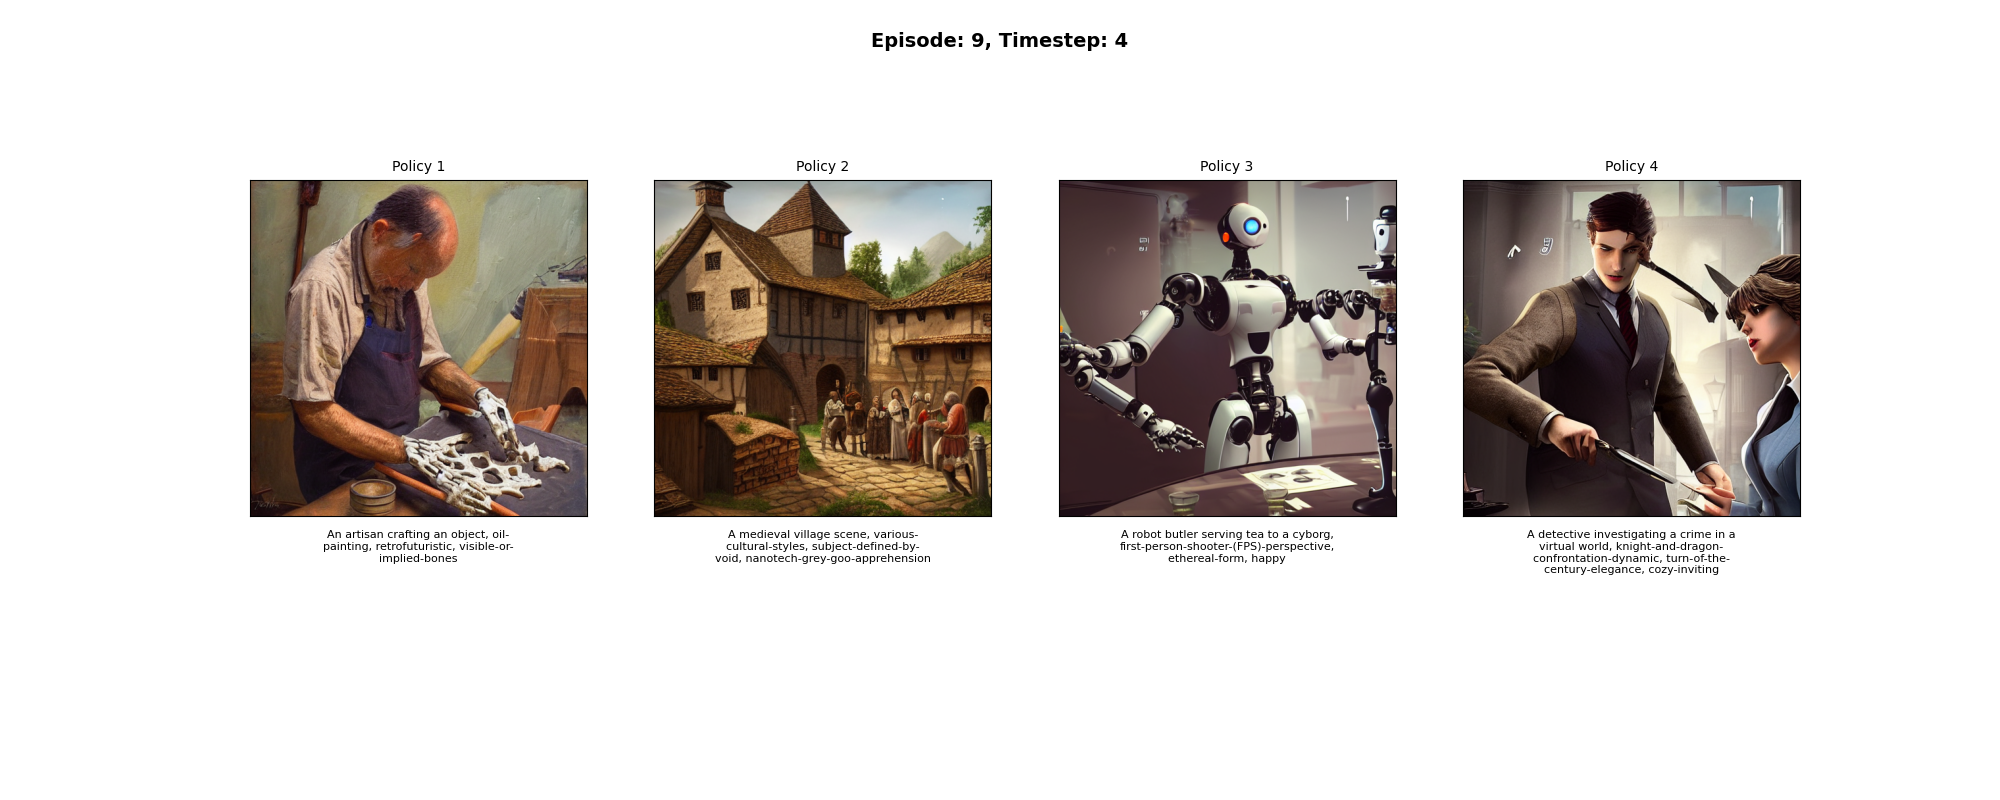 Episode: 9, Timestep: 4
Policy 1
Policy 2
Policy 3
Policy 4
An artisan crafting an object, oil-
painting, retrofuturistic, visible-or-
implied-bones
A medieval village scene, various-
cultural-styles, subject-defined-by-
void, nanotech-grey-goo-apprehension
A robot butler serving tea to a cyborg,
first-person-shooter-(FPS)-perspective,
ethereal-form, happy
A detective investigating a crime in a
virtual world, knight-and-dragon-
confrontation-dynamic, turn-of-the-
century-elegance, cozy-inviting